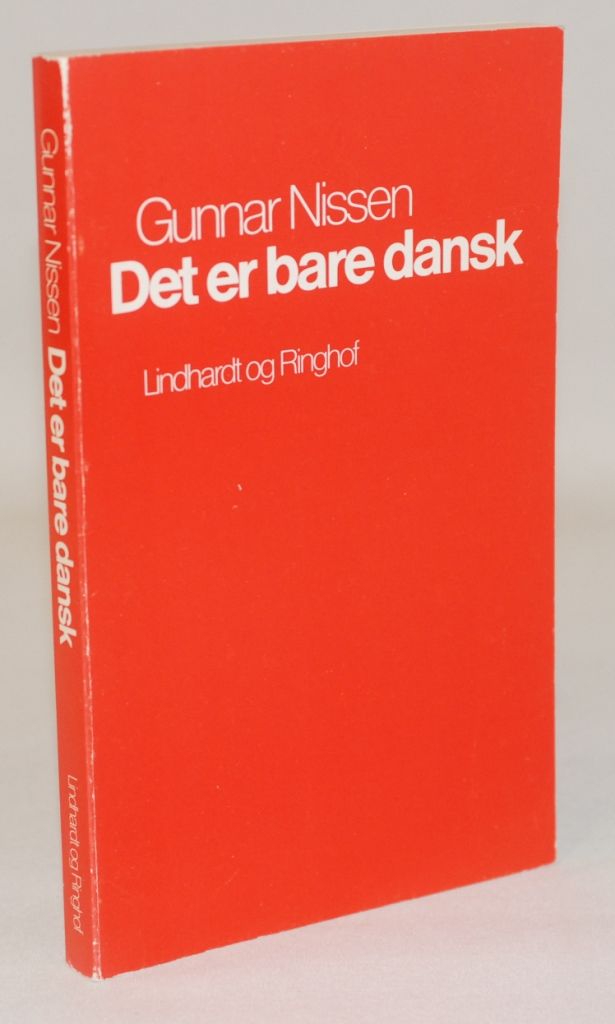 Gunnar Nissen
Det er bare dansk
Lindhardt og Ringhof
Gunnar Nissen Det er bare dansk Lindhardt og Ringhof